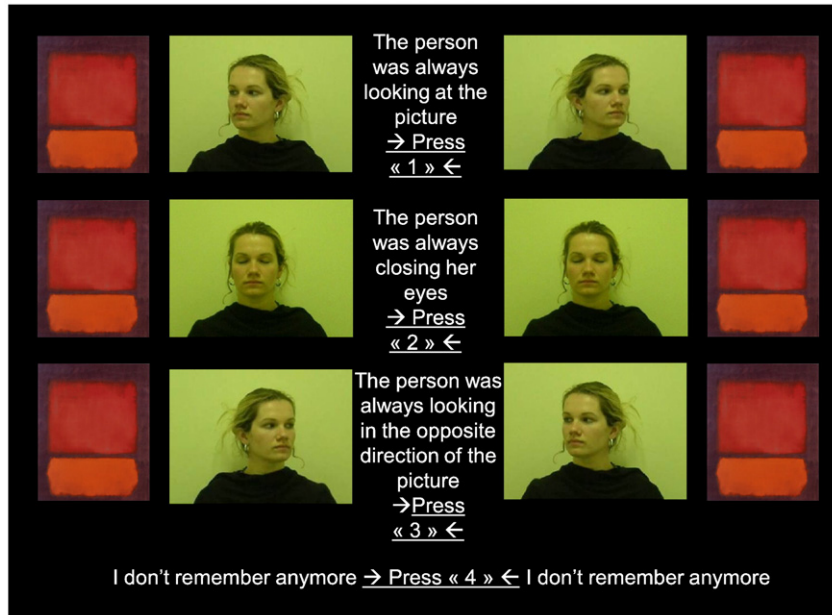 The person
was always
looking at the
picture
→ Press
« 1 » ←
The person
was always
closing her
eyes
→ Press
« 2 » ←
The person was
always looking
in the opposite
direction of the
picture
→Press
« 3 » ←
I don't remember anymore → Press « 4 » ← I don't remember anymore